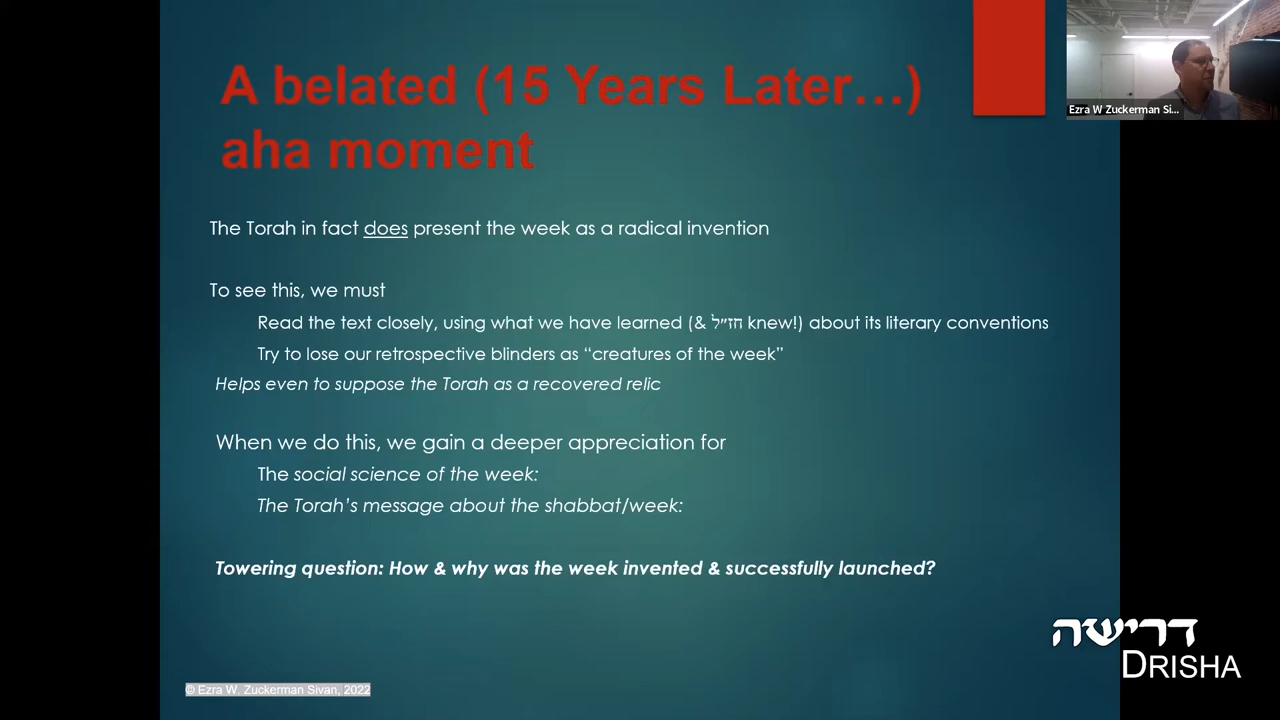 A belated (15 Years Later…)
aha moment
Ezra W Zuckerman Si...
The Torah in fact does present the week as a radical invention
To see this, we must
Read the text closely, using what we have learned (& חז״ל knew!) about its literary conventions
Try to lose our retrospective blinders as “creatures of the week”
Helps even to suppose the Torah as a recovered relic
When we do this, we gain a deeper appreciation for
The social science of the week:
The Torah’s message about the shabbat/week:
Towering question: How & why was the week invented & successfully launched?
דרישה
DRISHA
© Ezra W. Zuckerman Sivan, 2022